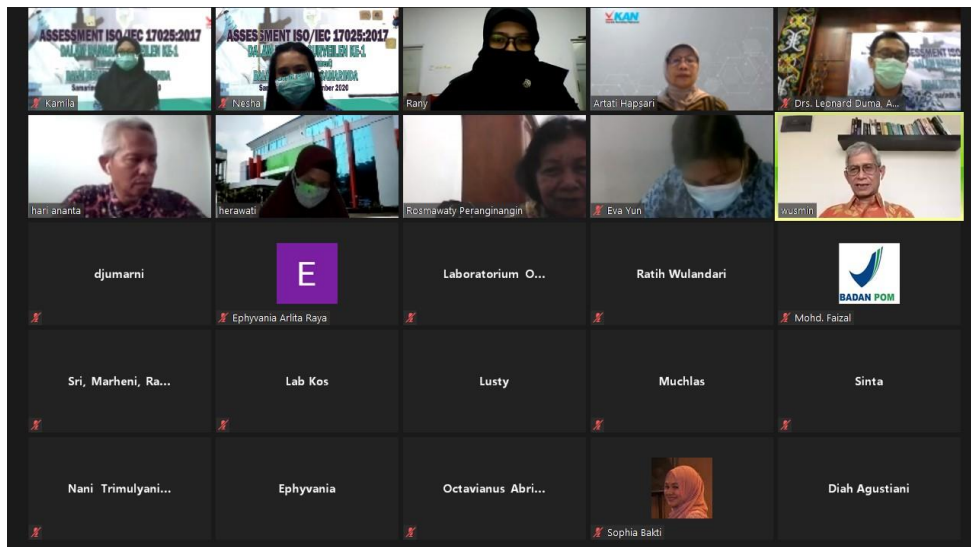 ASSESSMENT ISO/IEC 17025:2017
Kamila
ASSESSMENT ISO/IEC 17025:2017
SAMARINDA
2020
Nesha
Rany
KAN
Artati Hapsari
ASSESSMENT ISO/IEC
Drs. Leonard Duma, A...
hari ananta
herawati
Rosmawaty Peranginangin
Eva Yun
wusmin
djumarni
E
Ephyvania Arlita Raya
Laboratorium O...
Ratih Wulandari
BADAN POM
Mohd. Faizal
Sri, Marheni, Ra...
Lab Kos
Lusty
Muchlas
Sinta
Nani Trimulyani...
Ephyvania
Octavianus Abri...
Sophia Bakti
Diah Agustiani